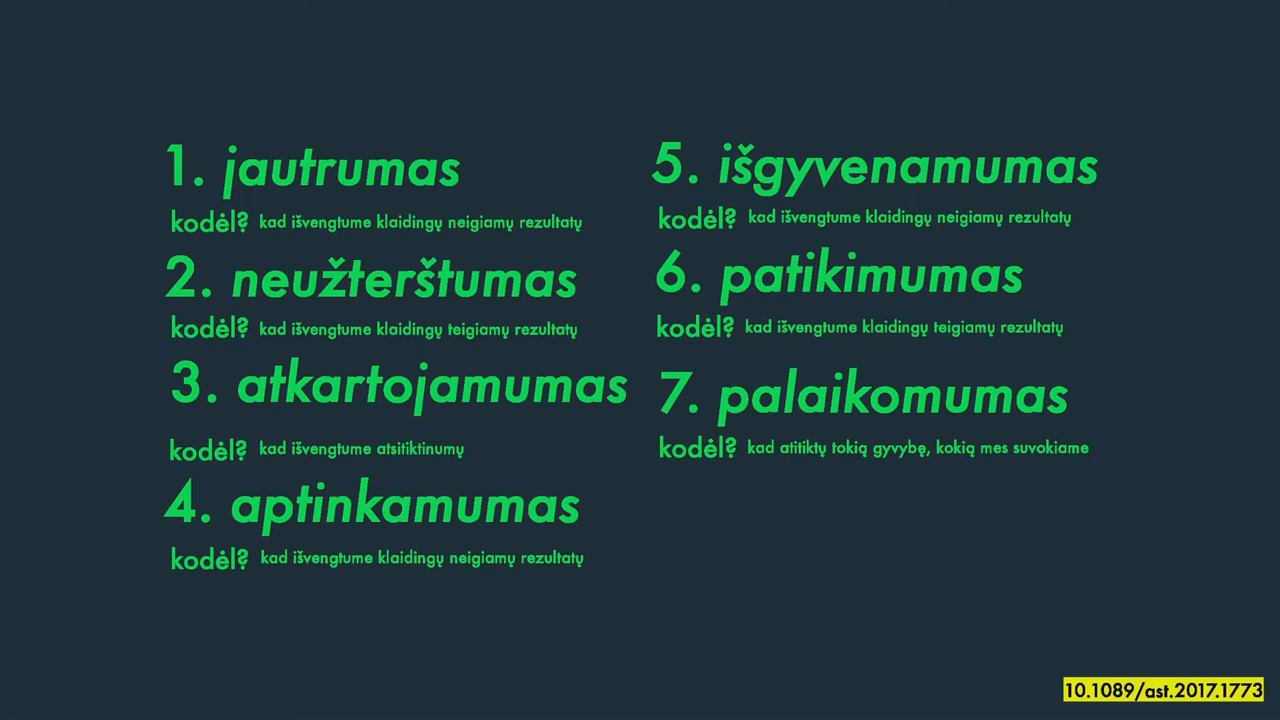 1. jautrumas
kodėl? kad išvengtume klaidingų neigiamų rezultatų
2. neužterštumas
kodėl? kad išvengtume klaidingų teigiamų rezultatų
3. atkartojamumas
kodėl? kad išvengtume atsitiktinumų
4. aptinkamumas
kodėl? kad išvengtume klaidingų neigiamų rezultatų
5. išgyvenamumas
kodėl? kad išvengtume klaidingų neigiamų rezultatų
6. patikimumas
kodėl? kad išvengtume klaidingų teigiamų rezultatų
7. palaikomumas
kodėl? kad atitiktų tokią gyvybę, kokią mes suvokiame
10.1089/ast.2017.1773